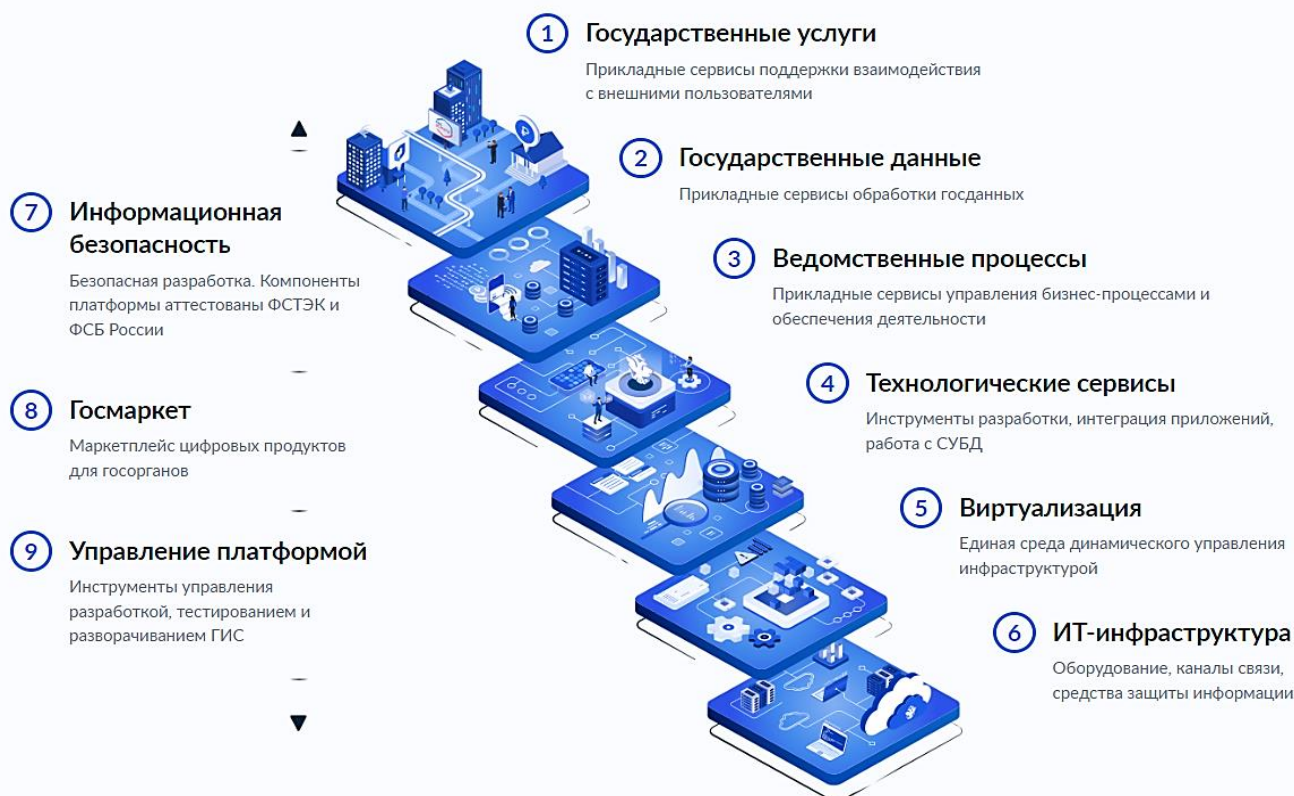 1
Государственные услуги
Прикладные сервисы поддержки взаимодействия
с внешними пользователями
2
Государственные данные
Прикладные сервисы обработки госданных
3
Ведомственные процессы
Прикладные сервисы управления бизнес-процессами и
обеспечения деятельности
4
Технологические сервисы
Инструменты разработки, интеграция приложений,
работа с СУБД
5
Виртуализация
Единая среда динамического управления
инфраструктурой
6
ИТ-инфраструктура
Оборудование, каналы связи,
средства защиты информации
7
Информационная
безопасность
Безопасная разработка. Компоненты
платформы аттестованы ФСТЭК и
ФСБ России
8
Госмаркет
Маркетплейс цифровых продуктов
для госорганов
9
Управление платформой
Инструменты управления
разработкой, тестированием и
разворачиванием ГИС